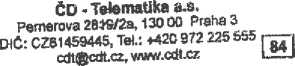 ČD - Telematika a.s.
Pernerova 2819/2a, 130 00 Praha 3
DIČ: CZ61459445, Tel.: +420 972 225 555
cdt@cdt.cz, www.cdt.cz
84